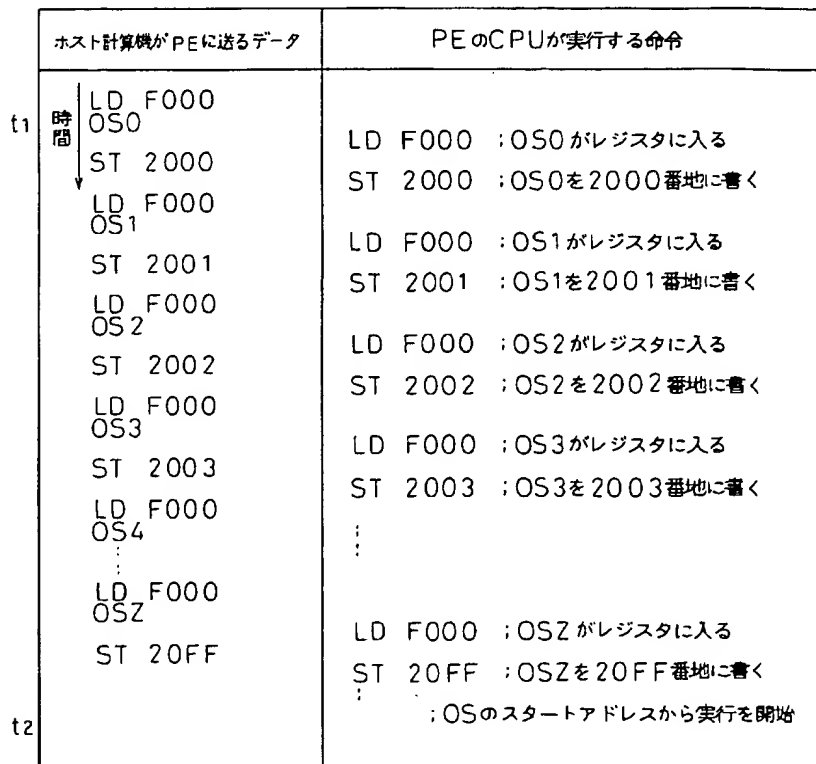 ホスト計算機がPEに送るデータ
PEのCPUが実行する命令
t1
時間
LD F000
OS0
ST 2000
LD F000
OS1
ST 2001
LD F000
OS2
ST 2002
LD F000
OS3
ST 2003
LD F000
OS4
⋮
LD F000
OSZ
ST 20FF
LD F000 ;OS0がレジスタに入る
ST 2000 ;OS0を2000番地に書く
LD F000 ;OS1がレジスタに入る
ST 2001 ;OS1を2001番地に書く
LD F000 ;OS2がレジスタに入る
ST 2002 ;OS2を2002番地に書く
LD F000 ;OS3がレジスタに入る
ST 2003 ;OS3を2003番地に書く
⋮
LD F000 ;OSZがレジスタに入る
ST 20FF ;OSZを20FF番地に書く
⋮
;OSのスタートアドレスから実行を開始
t2